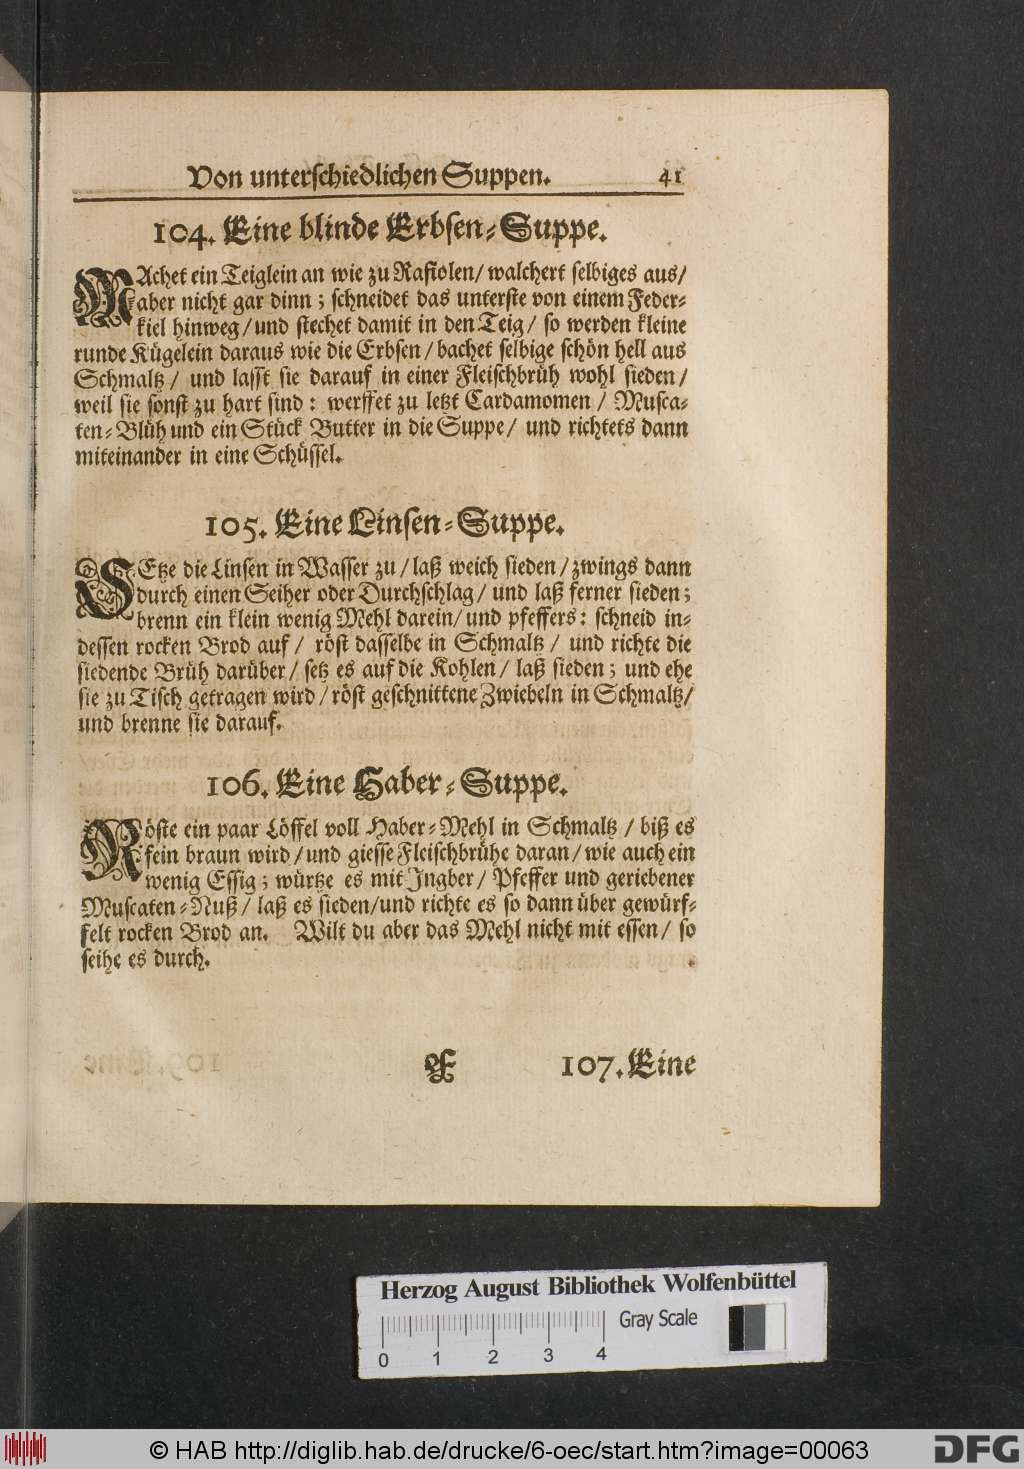 Von unterschiedlichen Suppen. 41
104. Eine blinde Erbsen-Suppe.
MAchet ein Teiglein an wie zu Rafiolen/ walchert selbiges aus/
aber nicht gar dinn; schneidet das unterste von einem Feder-
kiel hinweg/ und stechet damit in den Teig/ so werden kleine
runde Kügelein daraus wie die Erbsen/ bachet selbige schön hell aus
Schmaltz/ und lasst sie darauf in einer Fleischbrüh wohl sieden/
weil sie sonst zu hart sind: werffet zu letzt Cardamomen/ Musca-
ten-Blüh und ein Stück Butter in die Suppe/ und richtets dann
miteinander in eine Schüssel.
105. Eine Linsen-Suppe.
SEtze die Linsen in Wasser zu/ laß weich sieden/ zwings dann
durch einen Seiher oder Durchschlag/ und laß ferner sieden;
brenn ein klein wenig Mehl darein/ und pfeffers: schneid in-
dessen rocken Brod auf/ röst dasselbe in Schmaltz/ und richte die
siedende Brüh darüber/ setz es auf die Kohlen/ laß sieden; und ehe
sie zu Tisch getragen wird/ röst geschnittene Zwiebeln in Schmaltz/
und brenne sie darauf.
106. Eine Haber-Suppe.
Röste ein paar Löffel voll Haber-Mehl in Schmaltz/ biß es
fein braun wird/ und giesse Fleischbrühe daran/ wie auch ein
wenig Essig; würtze es mit Ingber/ Pfeffer und geriebener
Muscaten-Nuß/ laß es sieden/ und richte es so dann über gewürf-
felt rocken Brod an. Wilt du aber das Mehl nicht mit essen/ so
seihe es durch.
F 107. Eine
Herzog August Bibliothek Wolfenbüttel
Gray Scale
0 1 2 3 4
© HAB http://diglib.hab.de/drucke/6-oec/start.htm?image=00063
DFG